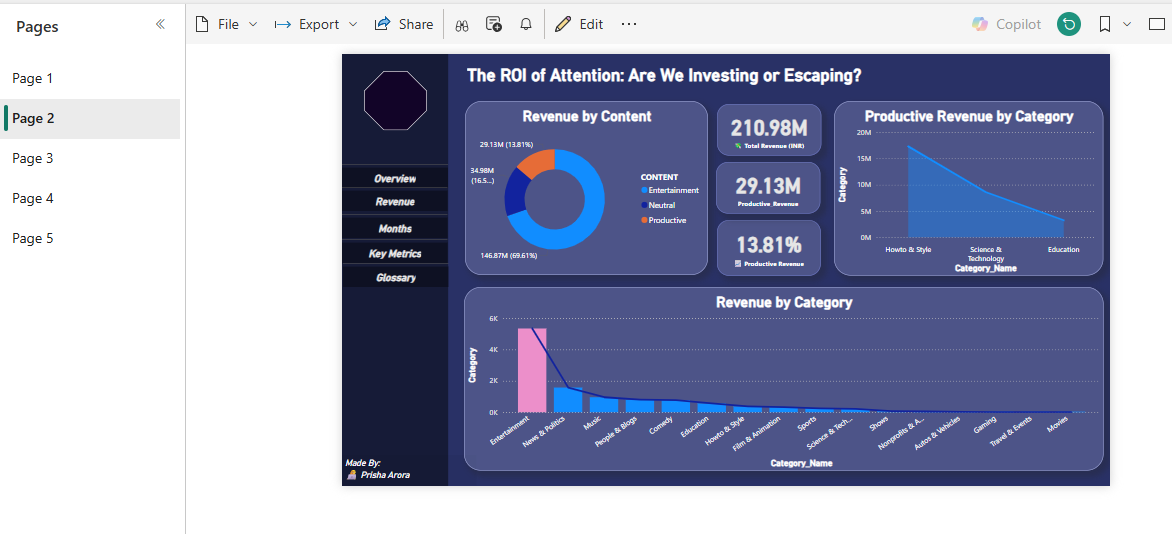 Pages
File
Export
Share
Edit
Copilot
Page 1
Page 2
Page 3
Page 4
Page 5
The ROI of Attention: Are We Investing or Escaping?
Overview
Revenue
Months
Key Metrics
Glossary
Made By:
Prisha Arora
Revenue by Content
29.13M (13.81%)
34.98M
(16.5...)
146.87M (69.61%)
CONTENT
Entertainment
Neutral
Productive
210.98M
Total Revenue (INR)
29.13M
Productive_Revenue
13.81%
Productive Revenue
Productive Revenue by Category
Category
20M
15M
10M
5M
0M
Howto & Style
Science &
Technology
Education
Category_Name
Revenue by Category
Category
6K
4K
2K
0K
Entertainment
News & Politics
Music
People & Blogs
Comedy
Education
Howto & Style
Film & Animation
Sports
Science & Tech...
Shows
Nonprofits & A...
Autos & Vehicles
Gaming
Travel & Events
Movies
Category_Name